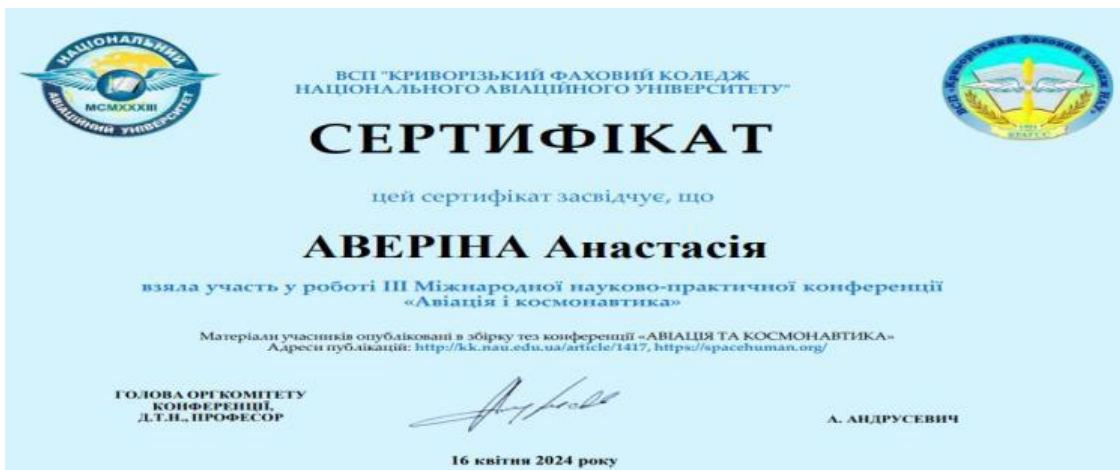 НАЦІОНАЛЬНИЙ
АВІАЦІЙНИЙ УНІВЕРСИТЕТ
MCMXXXIII
ВСП "КРИВОРІЗЬКИЙ ФАХОВИЙ КОЛЕДЖ
НАЦІОНАЛЬНОГО АВІАЦІЙНОГО УНІВЕРСИТЕТУ"
СЕРТИФІКАТ
цей сертифікат засвідчує, що
АВЕРІНА Анастасія
взяла участь у роботі ІІІ Міжнародної науково-практичної конференції
«Авіація і космонавтика»
Матеріали учасників опубліковані в збірку тез конференції «АВІАЦІЯ ТА КОСМОНАВТИКА»
Адреси публікацій: http://kk.nau.edu.ua/article/1417, https://spacehuman.org/
ГОЛОВА ОРГКОМІТЕТУ
КОНФЕРЕНЦІЇ,
Д.Т.Н., ПРОФЕСОР
А. АНДРУСЕВИЧ
16 квітня 2024 року